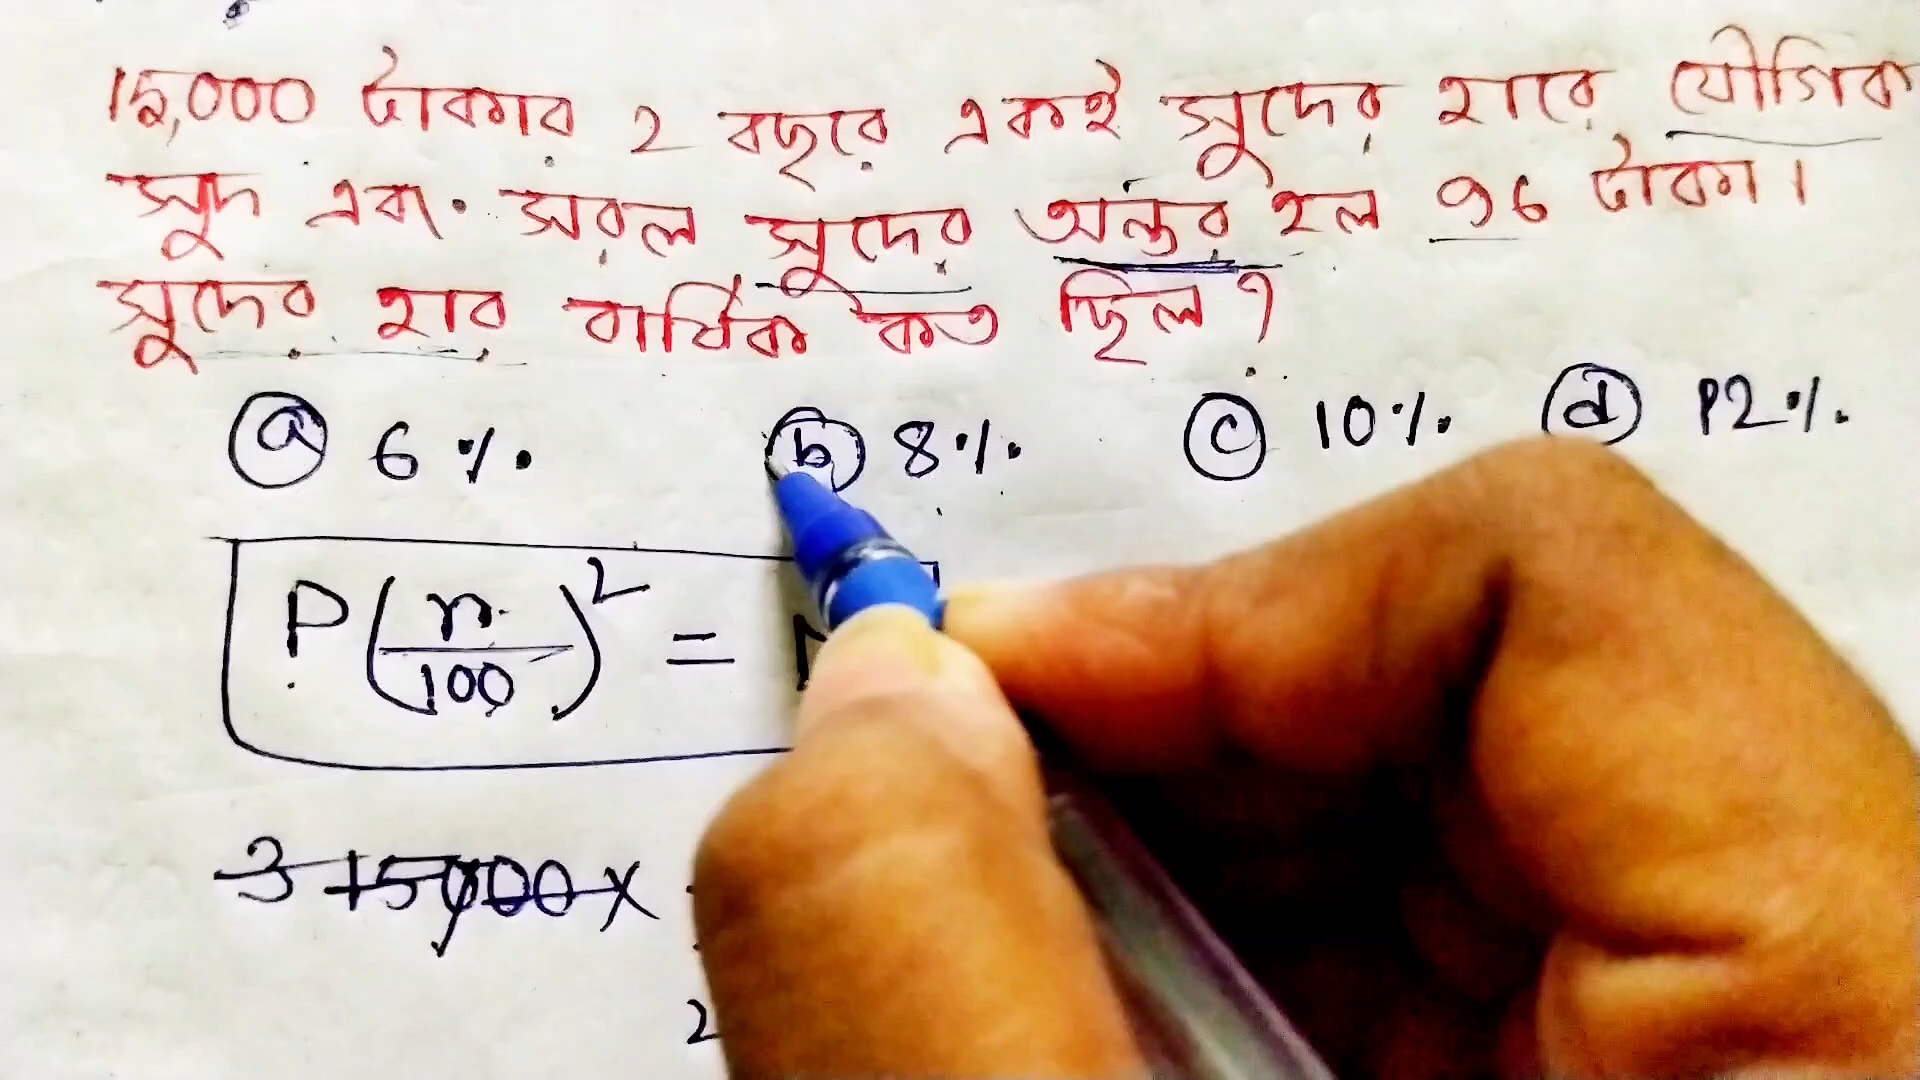 15,000 টাকার 2 বছরে একই সুদের হারে যৌগিক
সুদ এবং সরল সুদের অন্তর হল 96 টাকা।
সুদের হার বার্ষিক কত ছিল?
(a) 6% (b) 8% (c) 10% (d) 12%
P(r/100)² =
3 15000 ×
2